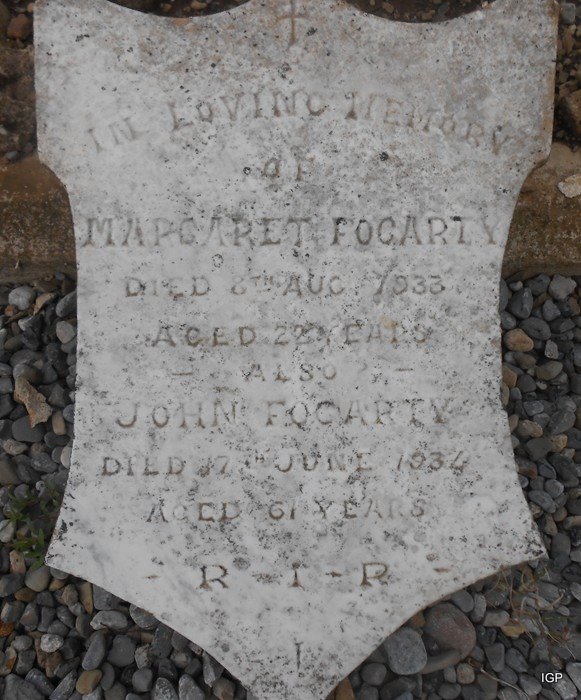 IN LOVING MEMORY
OF
MARGARET FOGARTY
DIED 8TH AUG 1933
AGED 22 YEARS
— ALSO —
JOHN FOGARTY
DIED 17TH JUNE 1934
AGED 61 YEARS
- R - I - P -
IGP